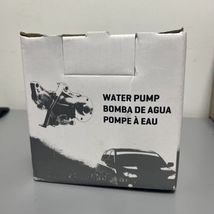 WATER PUMP
BOMBA DE AGUA
POMPE À EAU